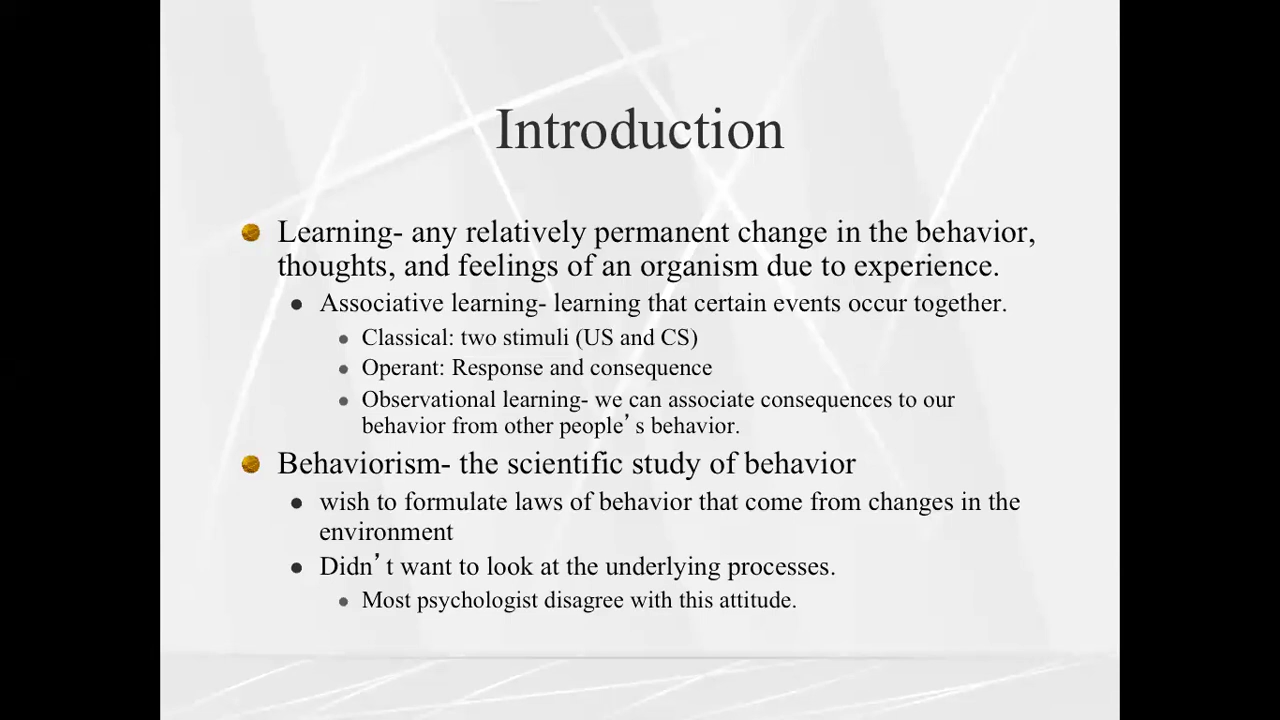 Introduction
Learning- any relatively permanent change in the behavior,
thoughts, and feelings of an organism due to experience.
Associative learning- learning that certain events occur together.
Classical: two stimuli (US and CS)
Operant: Response and consequence
Observational learning- we can associate consequences to our
behavior from other people’s behavior.
Behaviorism- the scientific study of behavior
wish to formulate laws of behavior that come from changes in the
environment
Didn’t want to look at the underlying processes.
Most psychologist disagree with this attitude.